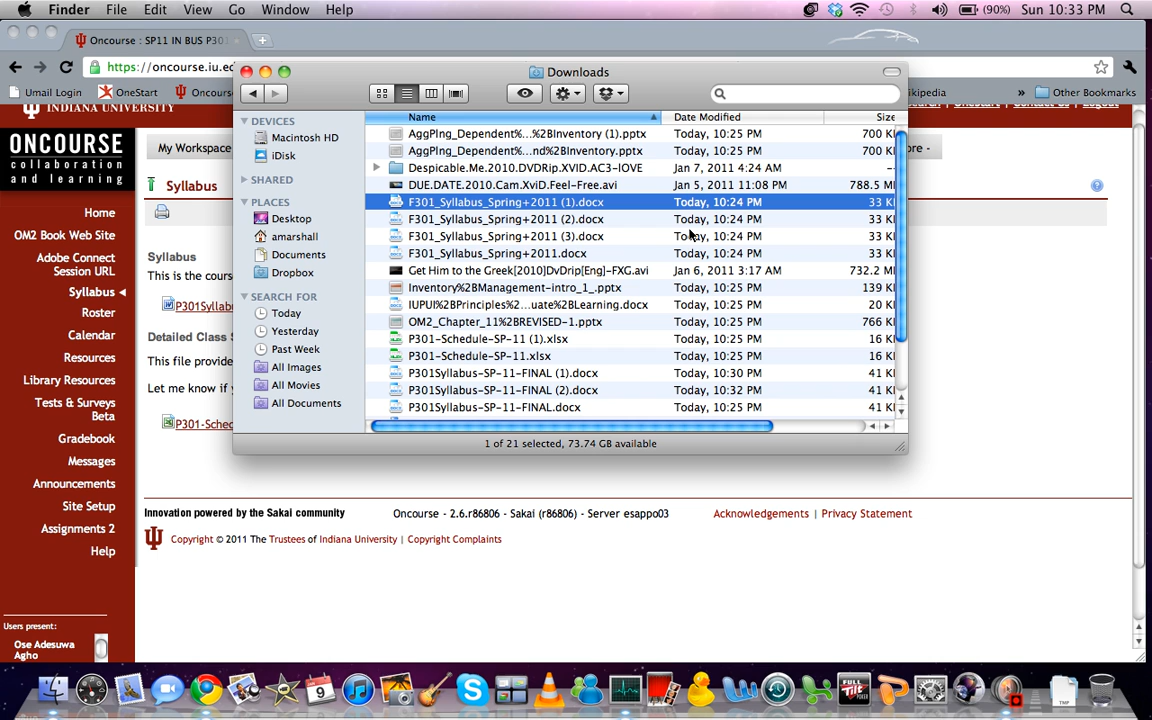 Finder File Edit View Go Window Help (90%) Sun 10:33 PM
Oncourse : SP11 IN BUS P301
https://oncourse.iu.ed
Umail Login OneStart Oncours ikipedia » Other Bookmarks
INDIANA UNIVERSITY
Logout
ONCOURSE
collaboration
and learning
My Workspace
ore -
Syllabus
Home
OM2 Book Web Site
Adobe Connect
Session URL
Syllabus
Roster
Calendar
Resources
Library Resources
Tests & Surveys
Beta
Gradebook
Messages
Announcements
Site Setup
Assignments 2
Help
Users present:
Ose Adesuwa
Agho
Syllabus
This is the cours
P301Syllabu
Detailed Class S
This file provide
Let me know if y
P301-Sched
Downloads
DEVICES
Macintosh HD
iDisk
SHARED
PLACES
Desktop
amarshall
Documents
Dropbox
SEARCH FOR
Today
Yesterday
Past Week
All Images
All Movies
All Documents
Name Date Modified Size
AggPlng_Dependent%...%2BInventory (1).pptx Today, 10:25 PM 700 K
AggPlng_Dependent%...nd%2BInventory.pptx Today, 10:25 PM 700 K
Despicable.Me.2010.DVDRip.XVID.AC3-IOVE Jan 7, 2011 4:24 AM --
DUE.DATE.2010.Cam.XviD.Feel-Free.avi Jan 5, 2011 11:08 PM 788.5 M
F301_Syllabus_Spring+2011 (1).docx Today, 10:24 PM 33 K
F301_Syllabus_Spring+2011 (2).docx Today, 10:24 PM 33 K
F301_Syllabus_Spring+2011 (3).docx Today, 10:24 PM 33 K
F301_Syllabus_Spring+2011.docx Today, 10:24 PM 33 K
Get Him to the Greek[2010]DvDrip[Eng]-FXG.avi Jan 6, 2011 3:17 AM 732.2 M
Inventory%2BManagement-intro_1_.pptx Today, 10:25 PM 139 K
IUPUI%2BPrinciples%2...uate%2BLearning.docx Today, 10:25 PM 20 K
OM2_Chapter_11%2BREVISED-1.pptx Today, 10:25 PM 766 K
P301-Schedule-SP-11 (1).xlsx Today, 10:25 PM 16 K
P301-Schedule-SP-11.xlsx Today, 10:25 PM 16 K
P301Syllabus-SP-11-FINAL (1).docx Today, 10:30 PM 41 K
P301Syllabus-SP-11-FINAL (2).docx Today, 10:32 PM 41 K
P301Syllabus-SP-11-FINAL.docx Today, 10:25 PM 41 K
1 of 21 selected, 73.74 GB available
Innovation powered by the Sakai community Oncourse - 2.6.r86806 - Sakai (r86806) - Server esappo03 Acknowledgements | Privacy Statement
Copyright © 2011 The Trustees of Indiana University | Copyright Complaints
9
FULL TILT
TMP